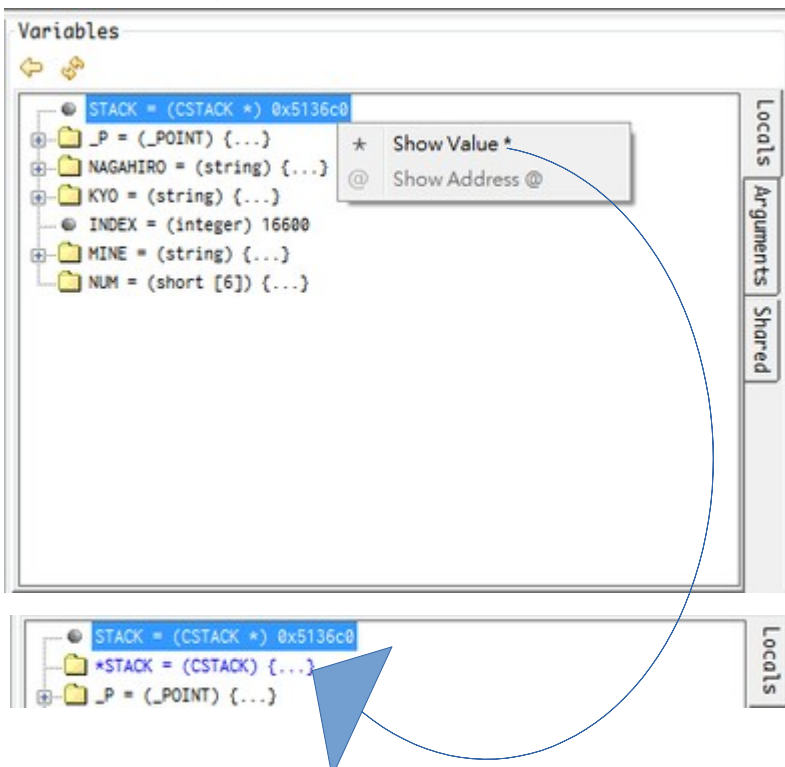 Variables
STACK = (CSTACK *) 0x5136c0
_P = (_POINT) {...}
NAGAHIRO = (string) {...}
KYO = (string) {...}
INDEX = (integer) 16600
MINE = (string) {...}
NUM = (short [6]) {...}
* Show Value *
@ Show Address @
Locals
Arguments
Shared
STACK = (CSTACK *) 0x5136c0
*STACK = (CSTACK) {...}
_P = (_POINT) {...}
Locals